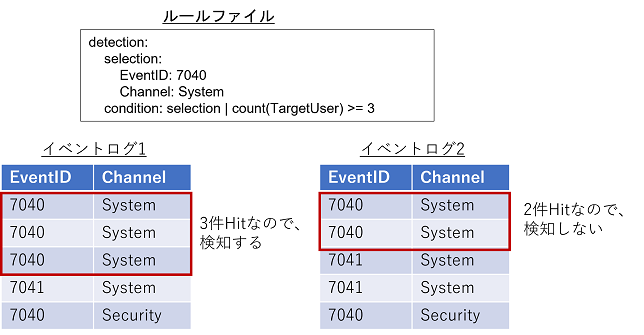 ルールファイル
detection:
selection:
EventID: 7040
Channel: System
condition: selection | count(TargetUser) >= 3
イベントログ1
EventID Channel
7040 System
7040 System
7040 System
7041 System
7040 Security
3件Hitなので、
検知する
イベントログ2
EventID Channel
7040 System
7040 System
7041 System
7041 System
7040 Security
2件Hitなので、
検知しない